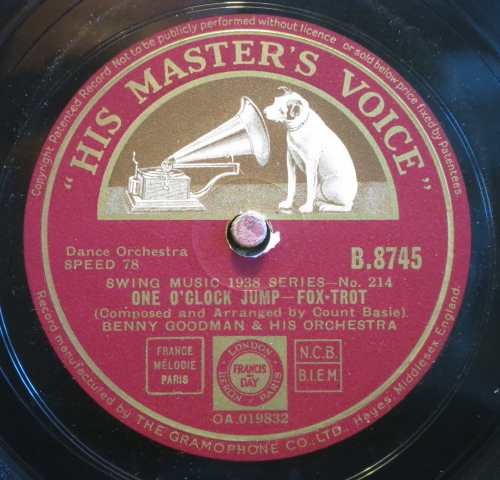 Copyright Patented Record Not to be publicly performed without licence or sold below price fixed by Patentees
"HIS MASTER'S VOICE"
Dance Orchestra
SPEED 78
B.8745
SWING MUSIC 1938 SERIES—No. 214
ONE O'CLOCK JUMP—FOX-TROT
(Composed and Arranged by Count Basie).
BENNY GOODMAN & HIS ORCHESTRA
FRANCE
MÉLODIE
PARIS
LONDON
FRANCIS
DAY
BERLIN
PARIS
N.C.B.
B.I.E.M.
OA.019832
Record manufactured by THE GRAMOPHONE CO., LTD., Hayes, Middlesex, England.